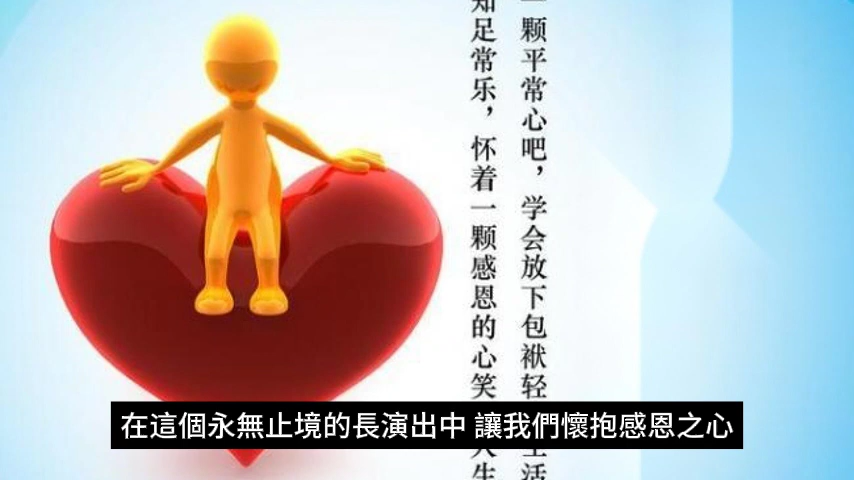 一颗平常心吧，学会放下包袱轻
知足常乐，怀着一颗感恩的心笑
在這個永無止境的長演出中 讓我們懷抱感恩之心